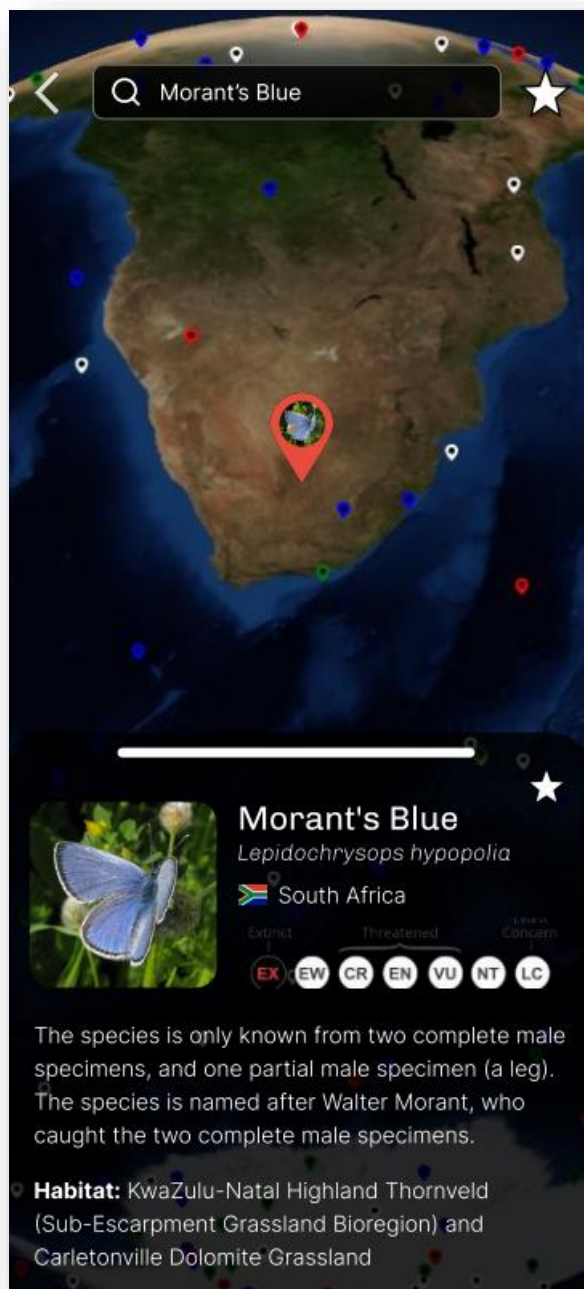 Morant's Blue
Morant's Blue
Lepidochrysops hypopolia
South Africa
Extinct Threatened Least
Concern
EX EW CR EN VU NT LC
The species is only known from two complete male
specimens, and one partial male specimen (a leg).
The species is named after Walter Morant, who
caught the two complete male specimens.
Habitat: KwaZulu-Natal Highland Thornveld
(Sub-Escarpment Grassland Bioregion) and
Carletonville Dolomite Grassland